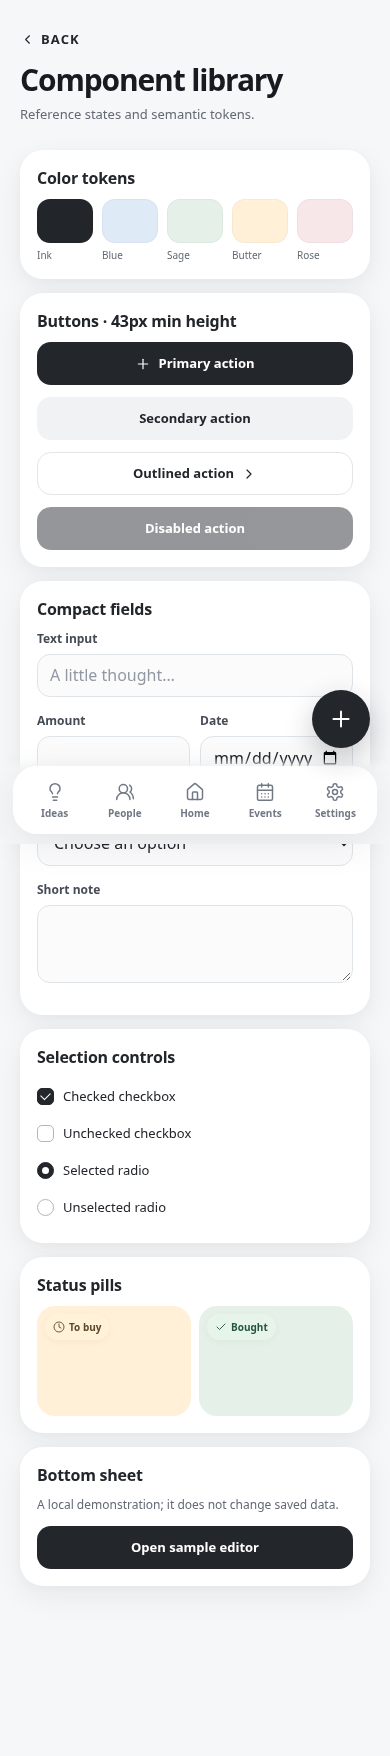 BACK
Component library
Reference states and semantic tokens.
Color tokens
Ink Blue Sage Butter Rose
Buttons · 43px min height
Primary action
Secondary action
Outlined action
Disabled action
Compact fields
Text input
A little thought...
Amount Date
mm/dd/yyyy
Ideas People Home Events Settings
Choose an option
Short note
Selection controls
Checked checkbox
Unchecked checkbox
Selected radio
Unselected radio
Status pills
To buy Bought
Bottom sheet
A local demonstration; it does not change saved data.
Open sample editor